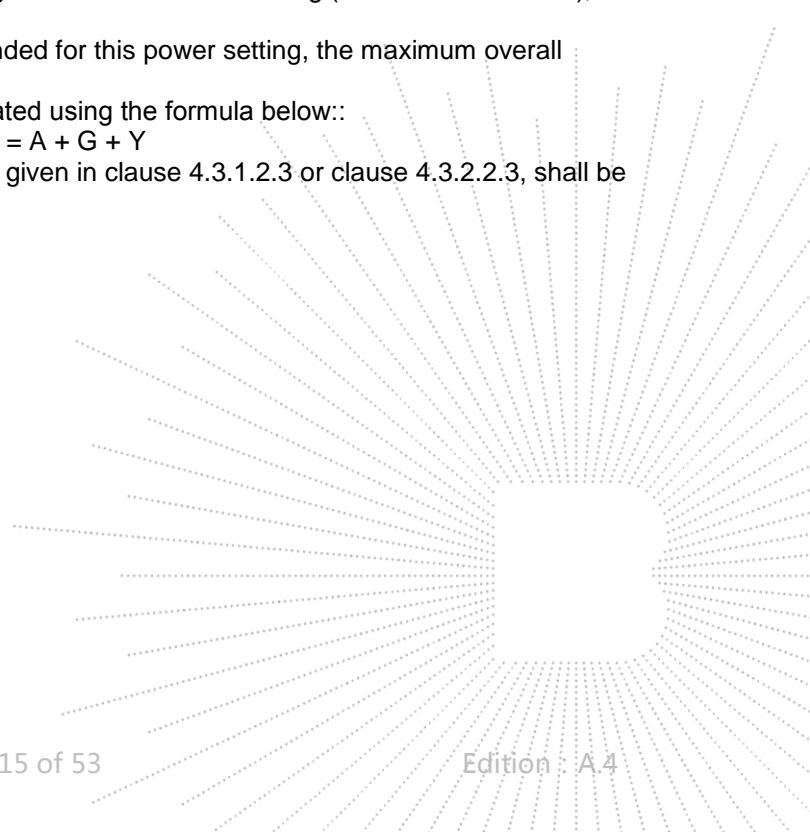 nded for this power setting, the maximum overall
ated using the formula below::
= A + G + Y
given in clause 4.3.1.2.3 or clause 4.3.2.2.3, shall be
15 of 53
Edition : A.4